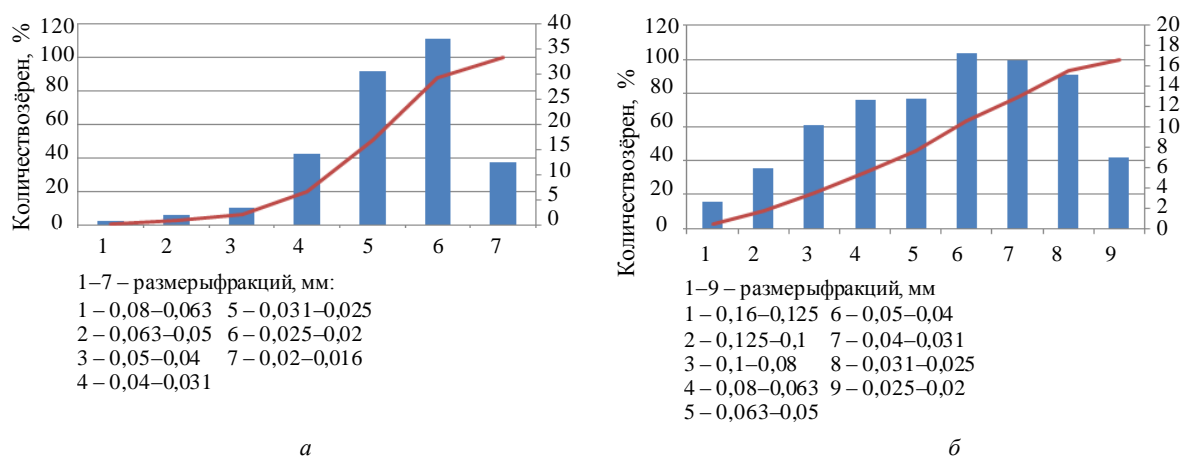 Количествозёрен, %
120
100
80
60
40
20
0
40
35
30
25
20
15
10
5
0
1 2 3 4 5 6 7
1–7 – размерыфракций, мм:
1 – 0,08–0,063 5 – 0,031–0,025
2 – 0,063–0,05 6 – 0,025–0,02
3 – 0,05–0,04 7 – 0,02–0,016
4 – 0,04–0,031
а
Количествозёрен, %
120
100
80
60
40
20
0
20
18
16
14
12
10
8
6
4
2
0
1 2 3 4 5 6 7 8 9
1–9 – размерыфракций, мм
1 – 0,16–0,125 6 – 0,05–0,04
2 – 0,125–0,1 7 – 0,04–0,031
3 – 0,1–0,08 8 – 0,031–0,025
4 – 0,08–0,063 9 – 0,025–0,02
5 – 0,063–0,05
б